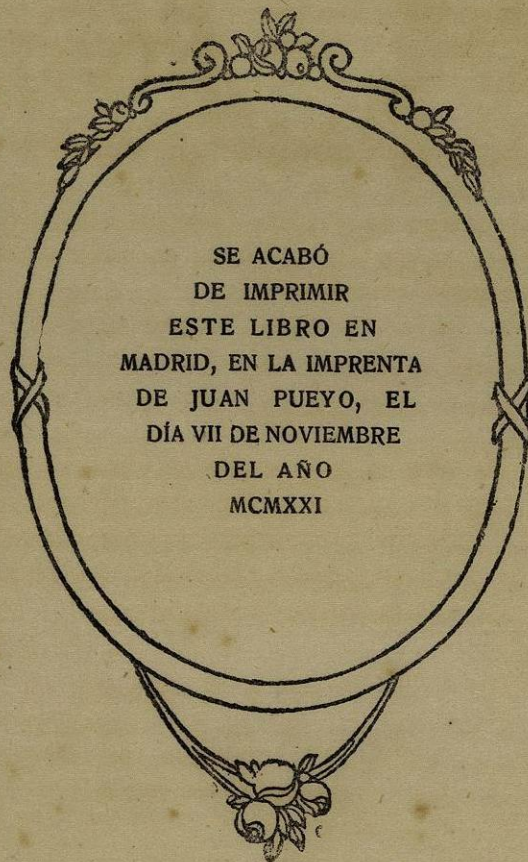 SE ACABÓ
DE IMPRIMIR
ESTE LIBRO EN
MADRID, EN LA IMPRENTA
DE JUAN PUEYO, EL
DÍA VII DE NOVIEMBRE
DEL AÑO
MCMXXI